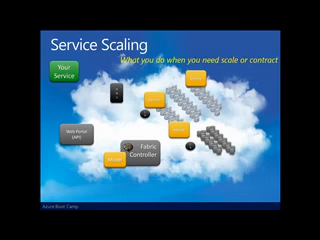 Service Scaling
What you do when you need scale or contract
Your
Service
Web Portal
(API)
Fabric
Controller
Model
Azure Boot Camp